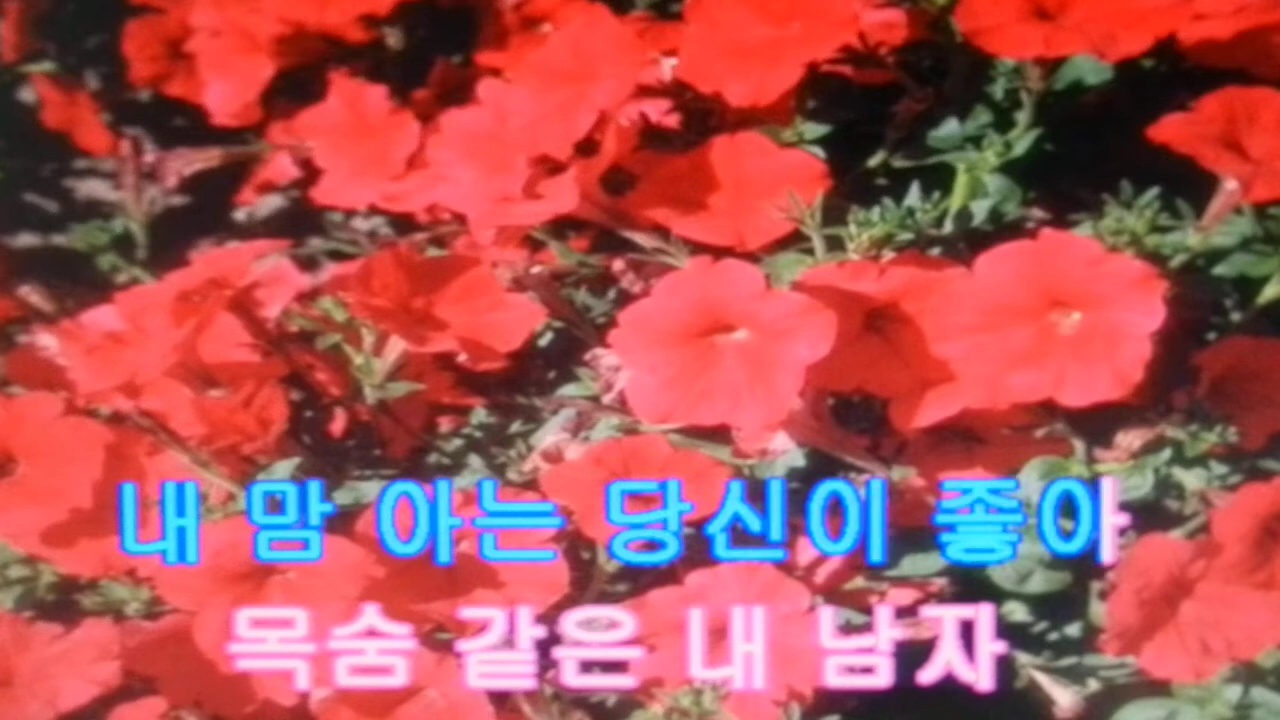 내 맘 아는 당신이 좋아
목숨 같은 내 남자